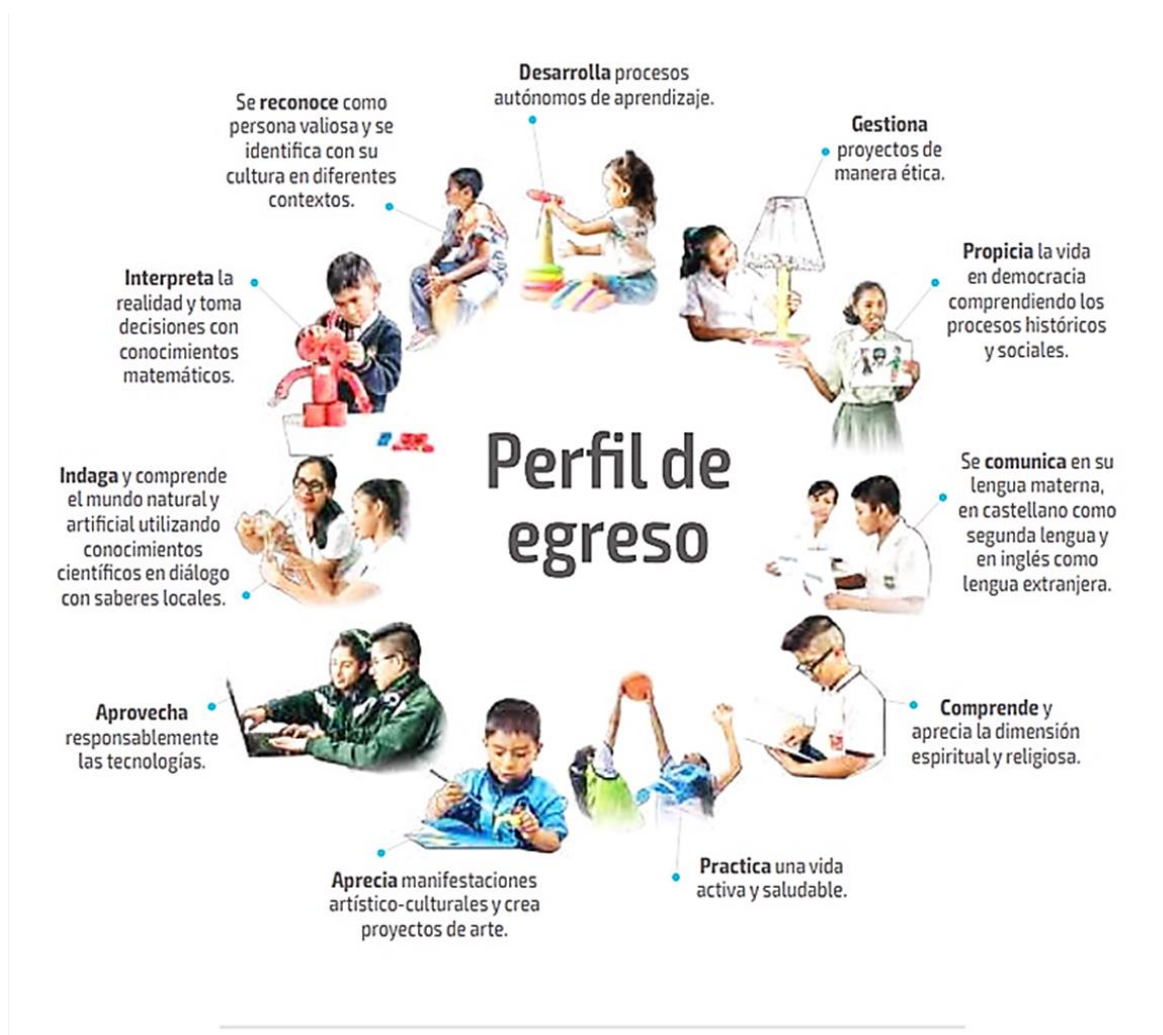 Perfil de
egreso
Desarrolla procesos
autónomos de aprendizaje.
Gestiona
proyectos de
manera ética.
Propicia la vida
en democracia
comprendiendo los
procesos históricos
y sociales.
Se comunica en su
lengua materna,
en castellano como
segunda lengua y
en inglés como
lengua extranjera.
Comprende y
aprecia la dimensión
espiritual y religiosa.
Practica una vida
activa y saludable.
Aprecia manifestaciones
artístico-culturales y crea
proyectos de arte.
Aprovecha
responsablemente
las tecnologías.
Indaga y comprende
el mundo natural y
artificial utilizando
conocimientos
científicos en diálogo
con saberes locales.
Interpreta la
realidad y toma
decisiones con
conocimientos
matemáticos.
Se reconoce como
persona valiosa y se
identifica con su
cultura en diferentes
contextos.